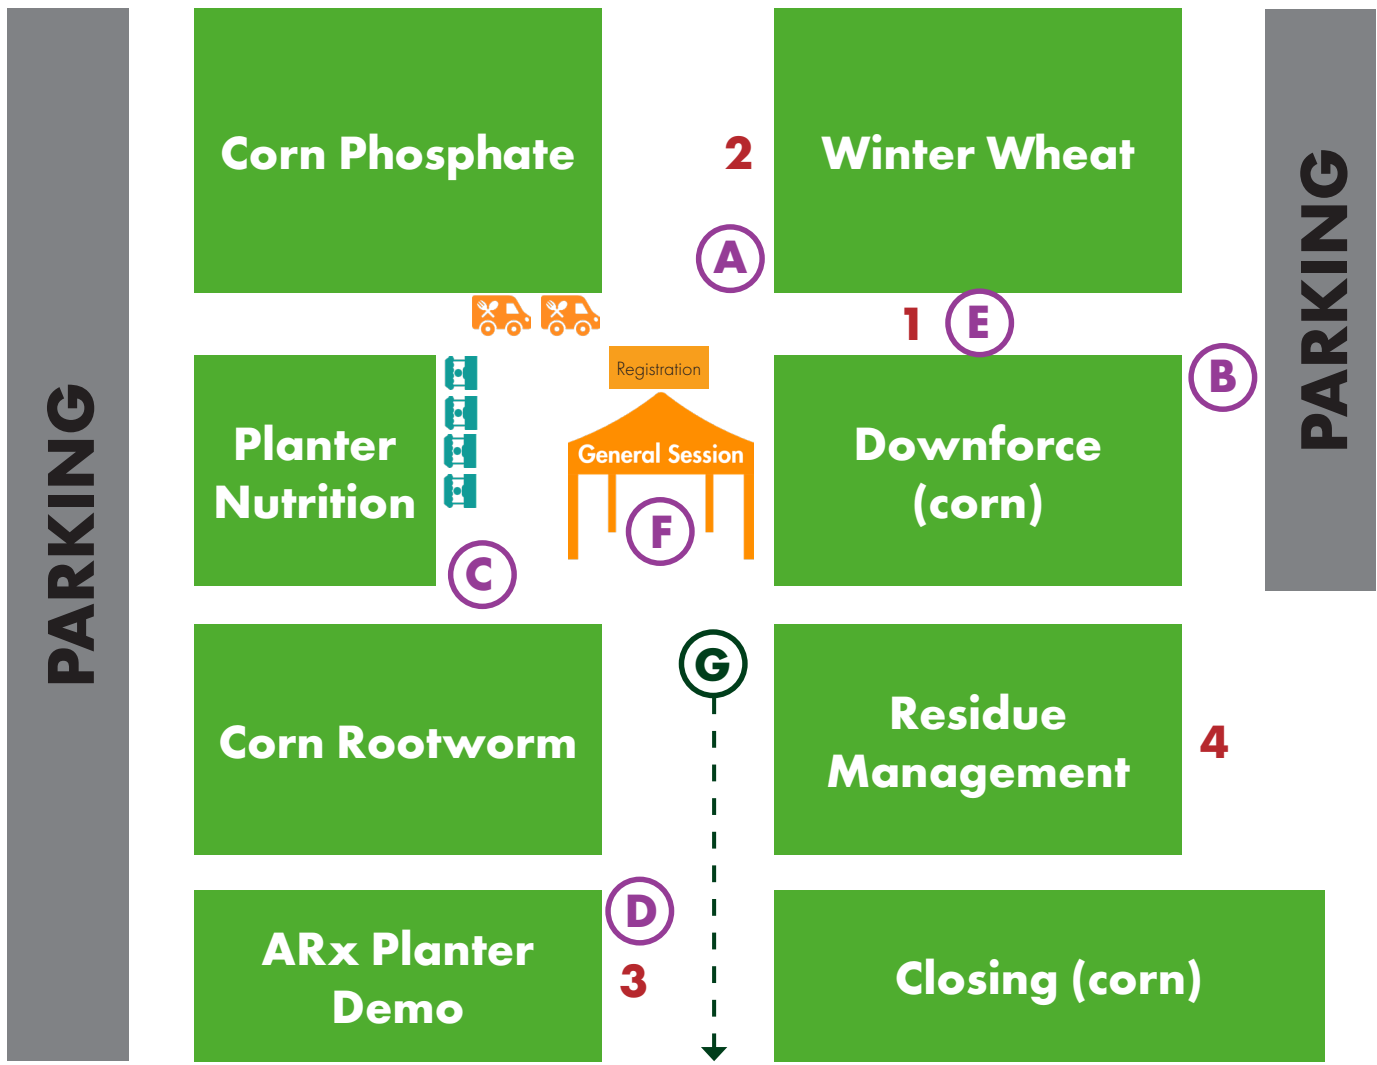 PARKING
Corn Phosphate
2
Winter Wheat
PARKING
A
1
E
B
Registration
Planter
Nutrition
General Session
Downforce
(corn)
F
C
G
Corn Rootworm
Residue
Management
4
D
ARx Planter
Demo
3
Closing (corn)